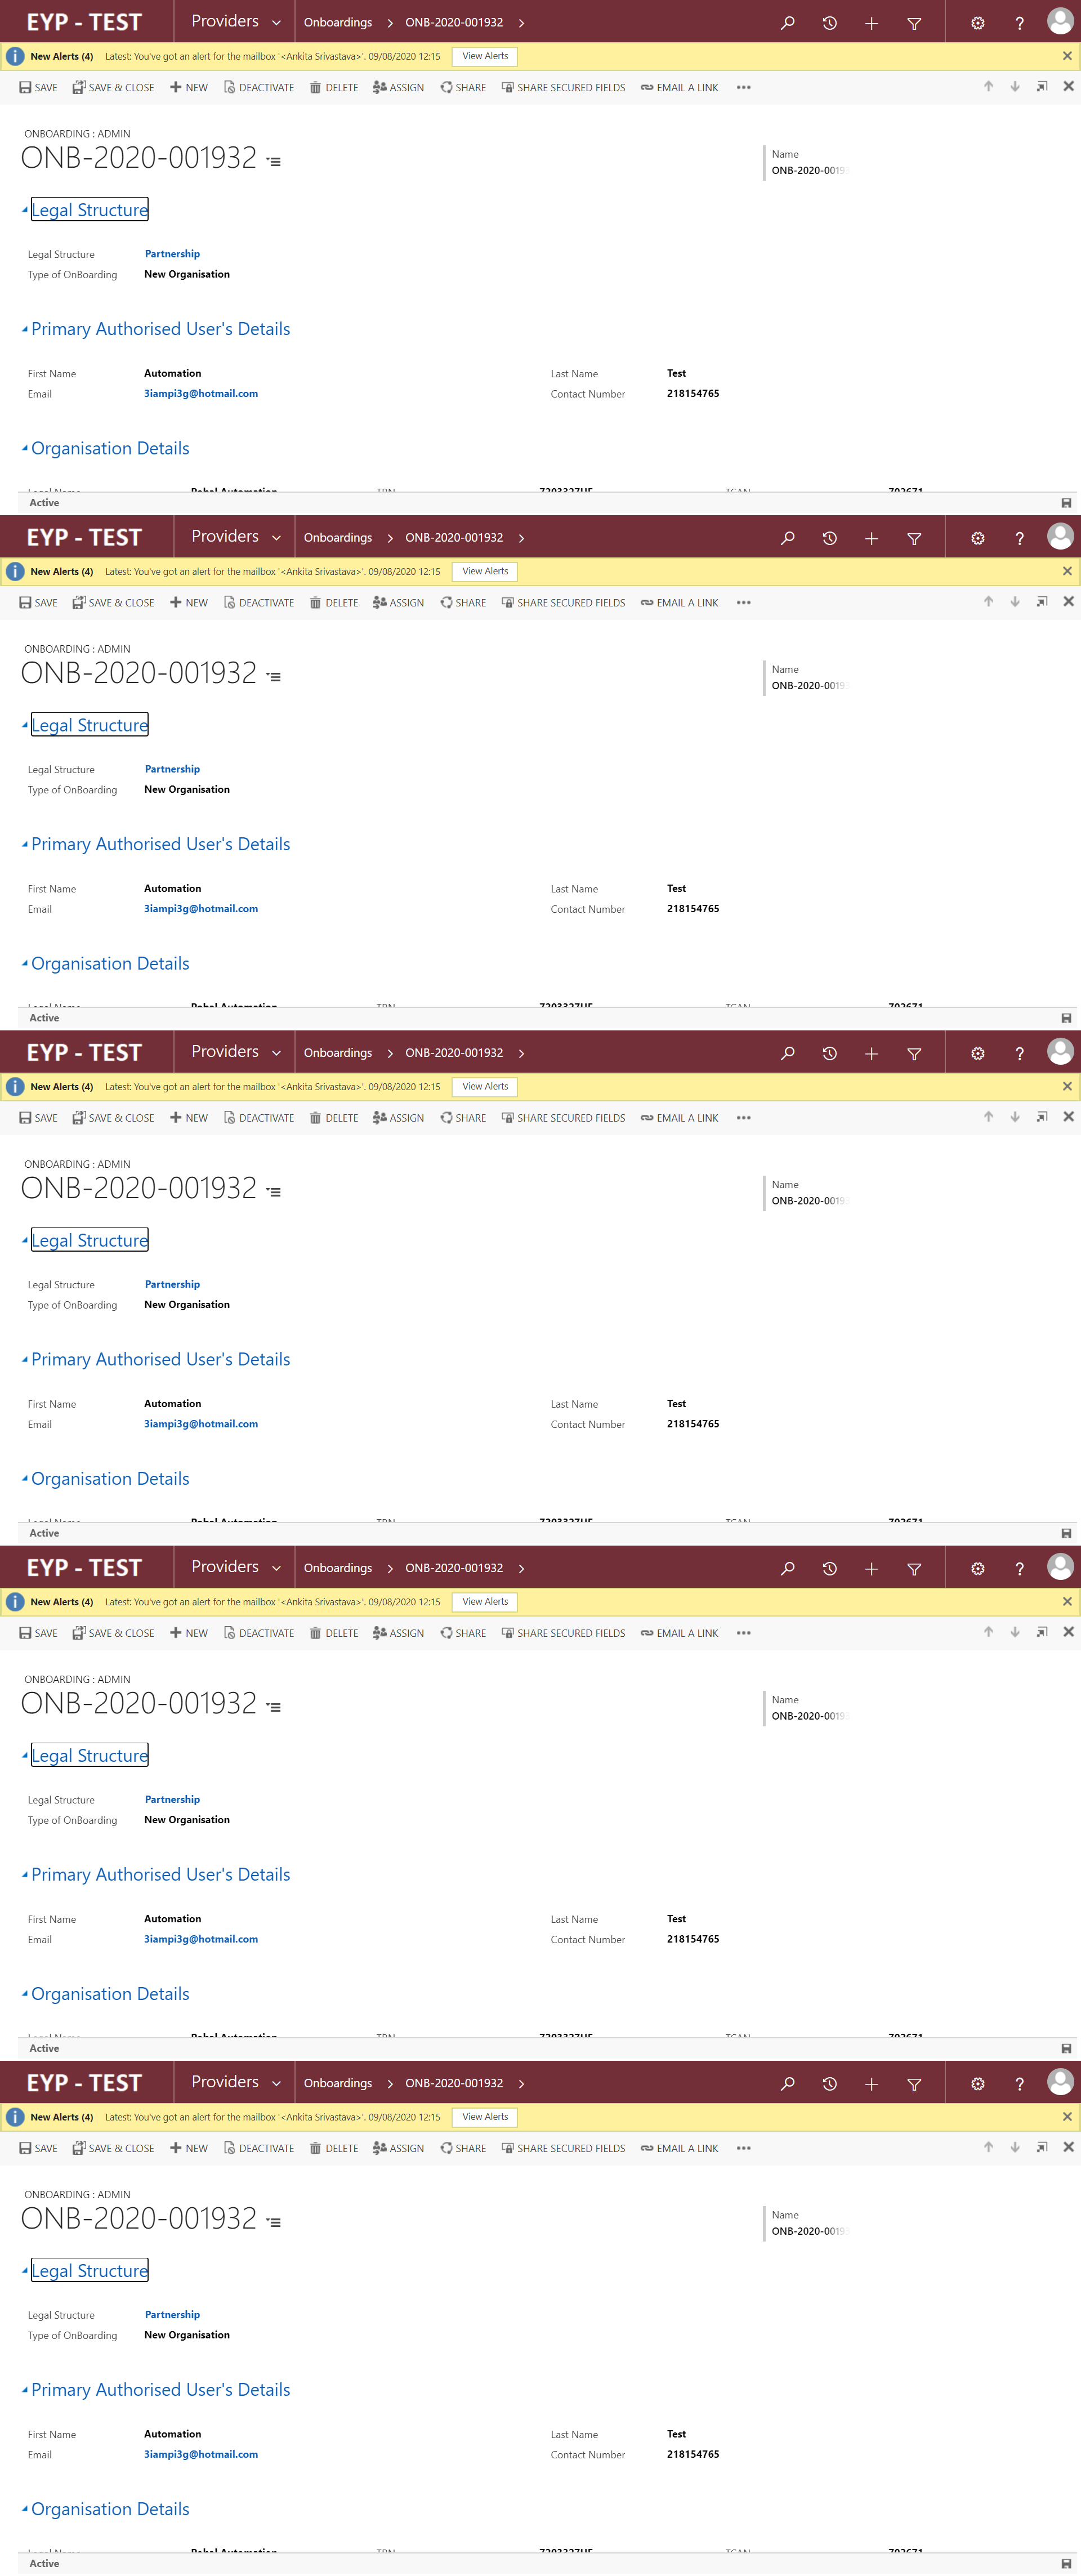 EYP - TEST Providers Onboardings ONB-2020-001932
New Alerts (4) Latest: You've got an alert for the mailbox '<Ankita Srivastava>'. 09/08/2020 12:15 View Alerts
SAVE SAVE & CLOSE NEW DEACTIVATE DELETE ASSIGN SHARE SHARE SECURED FIELDS EMAIL A LINK
ONBOARDING : ADMIN
ONB-2020-001932
Name
ONB-2020-00193
Legal Structure
Legal Structure Partnership
Type of OnBoarding New Organisation
Primary Authorised User's Details
First Name Automation Last Name Test
Email 3iampi3g@hotmail.com Contact Number 218154765
Organisation Details
Active
EYP - TEST Providers Onboardings ONB-2020-001932
New Alerts (4) Latest: You've got an alert for the mailbox '<Ankita Srivastava>'. 09/08/2020 12:15 View Alerts
SAVE SAVE & CLOSE NEW DEACTIVATE DELETE ASSIGN SHARE SHARE SECURED FIELDS EMAIL A LINK
ONBOARDING : ADMIN
ONB-2020-001932
Name
ONB-2020-00193
Legal Structure
Legal Structure Partnership
Type of OnBoarding New Organisation
Primary Authorised User's Details
First Name Automation Last Name Test
Email 3iampi3g@hotmail.com Contact Number 218154765
Organisation Details
Active
EYP - TEST Providers Onboardings ONB-2020-001932
New Alerts (4) Latest: You've got an alert for the mailbox '<Ankita Srivastava>'. 09/08/2020 12:15 View Alerts
SAVE SAVE & CLOSE NEW DEACTIVATE DELETE ASSIGN SHARE SHARE SECURED FIELDS EMAIL A LINK
ONBOARDING : ADMIN
ONB-2020-001932
Name
ONB-2020-00193
Legal Structure
Legal Structure Partnership
Type of OnBoarding New Organisation
Primary Authorised User's Details
First Name Automation Last Name Test
Email 3iampi3g@hotmail.com Contact Number 218154765
Organisation Details
Active
EYP - TEST Providers Onboardings ONB-2020-001932
New Alerts (4) Latest: You've got an alert for the mailbox '<Ankita Srivastava>'. 09/08/2020 12:15 View Alerts
SAVE SAVE & CLOSE NEW DEACTIVATE DELETE ASSIGN SHARE SHARE SECURED FIELDS EMAIL A LINK
ONBOARDING : ADMIN
ONB-2020-001932
Name
ONB-2020-00193
Legal Structure
Legal Structure Partnership
Type of OnBoarding New Organisation
Primary Authorised User's Details
First Name Automation Last Name Test
Email 3iampi3g@hotmail.com Contact Number 218154765
Organisation Details
Active
EYP - TEST Providers Onboardings ONB-2020-001932
New Alerts (4) Latest: You've got an alert for the mailbox '<Ankita Srivastava>'. 09/08/2020 12:15 View Alerts
SAVE SAVE & CLOSE NEW DEACTIVATE DELETE ASSIGN SHARE SHARE SECURED FIELDS EMAIL A LINK
ONBOARDING : ADMIN
ONB-2020-001932
Name
ONB-2020-00193
Legal Structure
Legal Structure Partnership
Type of OnBoarding New Organisation
Primary Authorised User's Details
First Name Automation Last Name Test
Email 3iampi3g@hotmail.com Contact Number 218154765
Organisation Details
Active